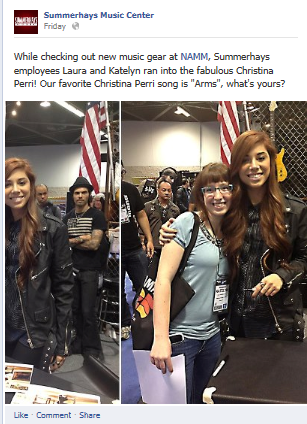 Summerhays Music Center
Friday
While checking out new music gear at NAMM, Summerhays
employees Laura and Katelyn ran into the fabulous Christina
Perri! Our favorite Christina Perri song is "Arms", what's yours?
Like · Comment · Share